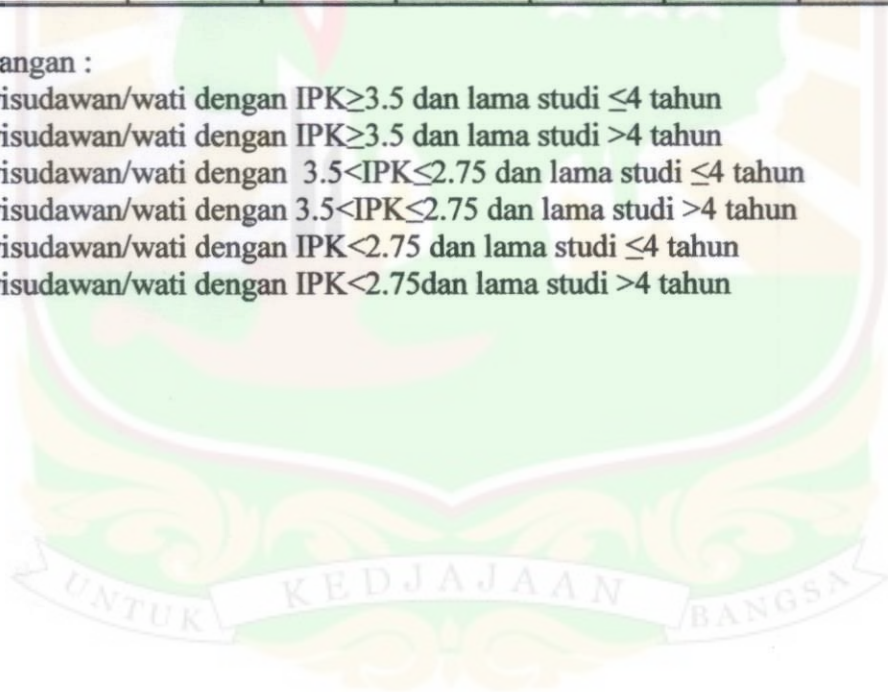 angan :
isudawan/wati dengan IPK≥3.5 dan lama studi ≤4 tahun
isudawan/wati dengan IPK≥3.5 dan lama studi >4 tahun
isudawan/wati dengan 3.5<IPK≤2.75 dan lama studi ≤4 tahun
isudawan/wati dengan 3.5<IPK≤2.75 dan lama studi >4 tahun
isudawan/wati dengan IPK<2.75 dan lama studi ≤4 tahun
isudawan/wati dengan IPK<2.75dan lama studi >4 tahun
UNTUK KEDJAJAAN BANGSA